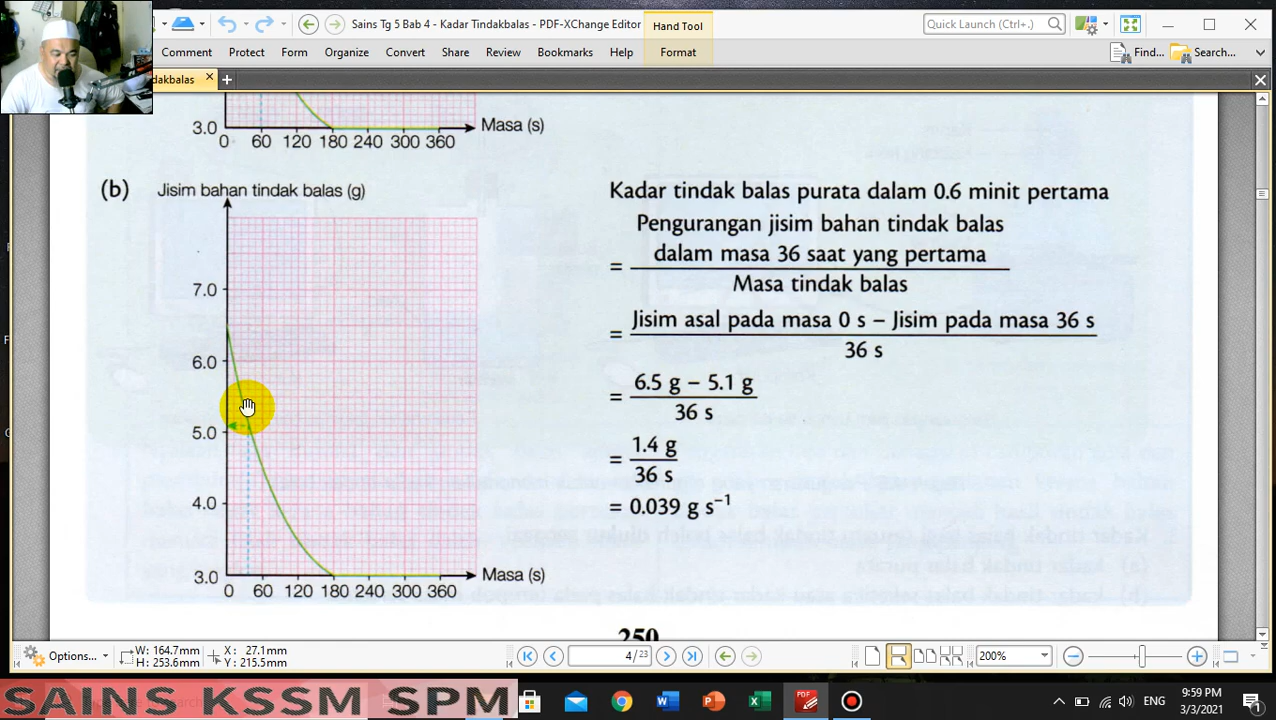 Sains Tg 5 Bab 4 - Kadar Tindakbalas - PDF-XChange Editor
Hand Tool
Quick Launch (Ctrl+.)
Comment Protect Form Organize Convert Share Review Bookmarks Help Format Find... Search...
dakbalas
3.0
0 60 120 180 240 300 360
Masa (s)
(b) Jisim bahan tindak balas (g)
7.0
6.0
5.0
4.0
3.0
0 60 120 180 240 300 360
Masa (s)
Kadar tindak balas purata dalam 0.6 minit pertama
Pengurangan jisim bahan tindak balas
= dalam masa 36 saat yang pertama
Masa tindak balas
= Jisim asal pada masa 0 s – Jisim pada masa 36 s
36 s
= 6.5 g – 5.1 g
36 s
= 1.4 g
36 s
= 0.039 g s⁻¹
250
Options... W: 164.7mm X: 27.1mm
H: 253.6mm Y: 215.5mm
4 /23
200%
SAINS KSSM SPM
ENG
9:59 PM
3/3/2021
1